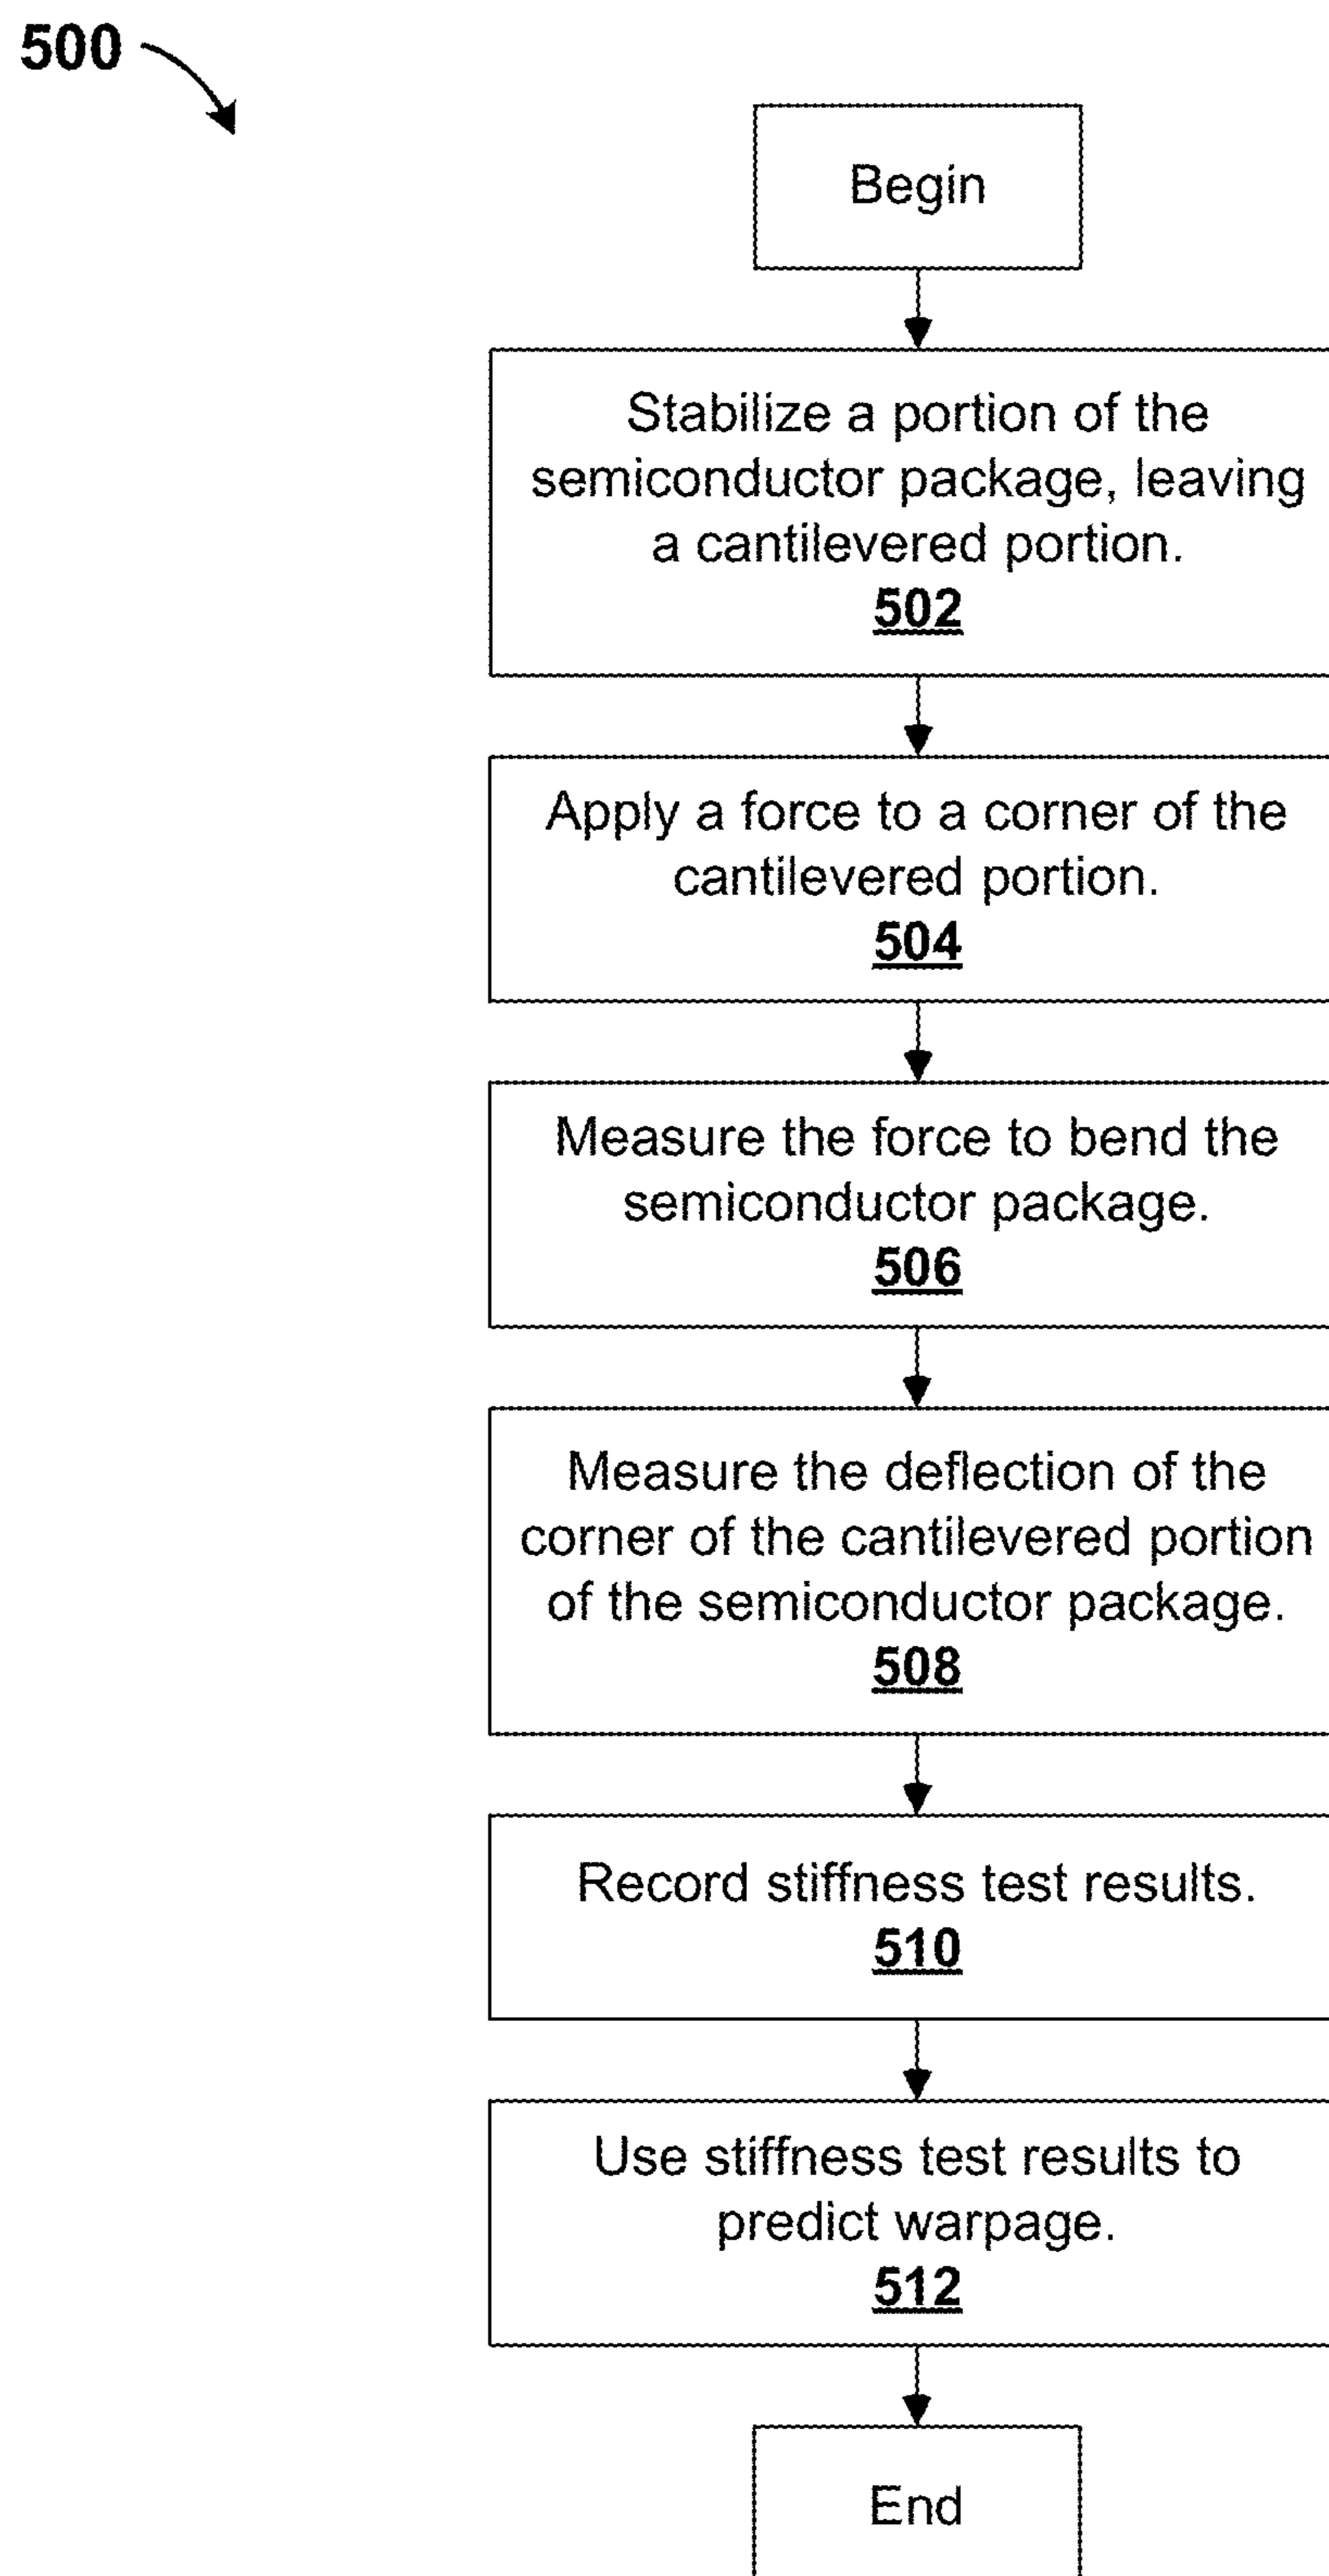 500
Begin
Stabilize a portion of the
semiconductor package, leaving
a cantilevered portion.
502
Apply a force to a corner of the
cantilevered portion.
504
Measure the force to bend the
semiconductor package.
506
Measure the deflection of the
corner of the cantilevered portion
of the semiconductor package.
508
Record stiffness test results.
510
Use stiffness test results to
predict warpage.
512
End